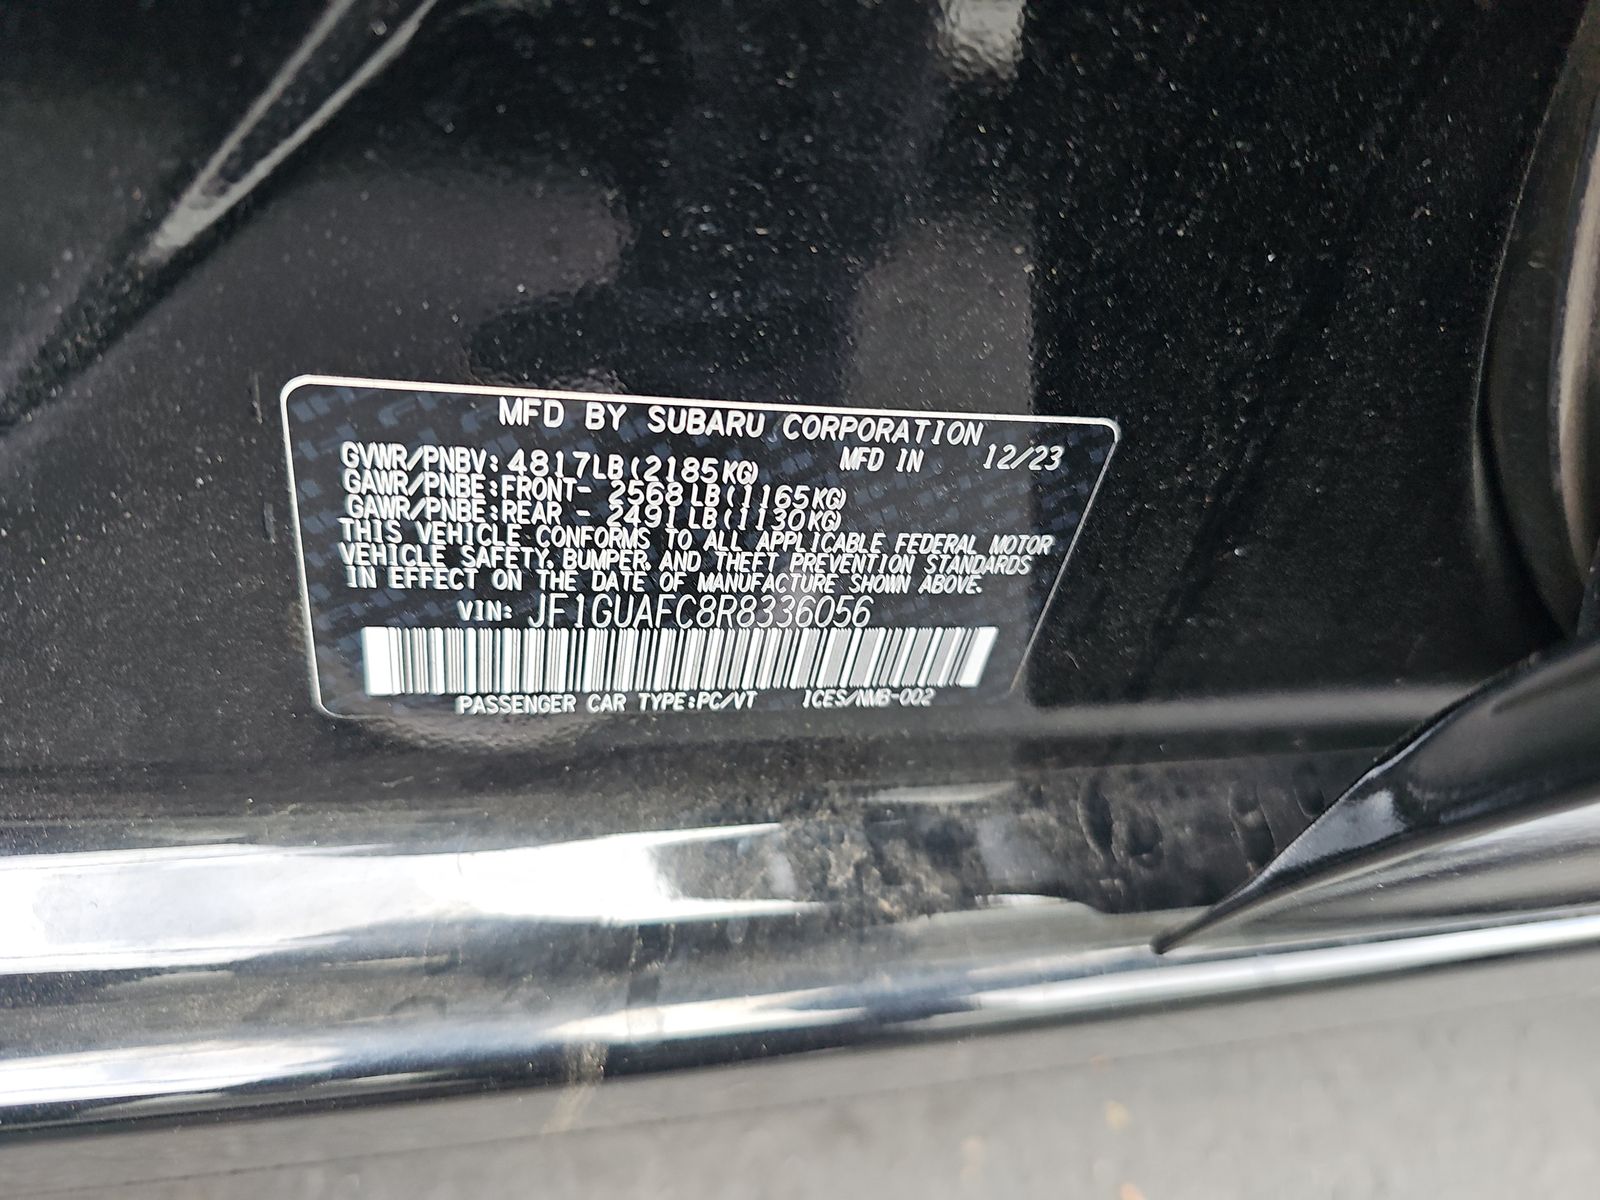 MFD BY SUBARU CORPORATION
GVWR/PNBV: 4817LB(2185KG) MFD IN 12/23
GAWR/PNBE:FRONT- 2568LB(1165KG)
GAWR/PNBE:REAR - 2491LB(1130KG)
THIS VEHICLE CONFORMS TO ALL APPLICABLE FEDERAL MOTOR
VEHICLE SAFETY, BUMPER, AND THEFT PREVENTION STANDARDS
IN EFFECT ON THE DATE OF MANUFACTURE SHOWN ABOVE.
VIN: JF1GUAFC8R8336056
PASSENGER CAR TYPE:PC/VT ICES/NMB-002